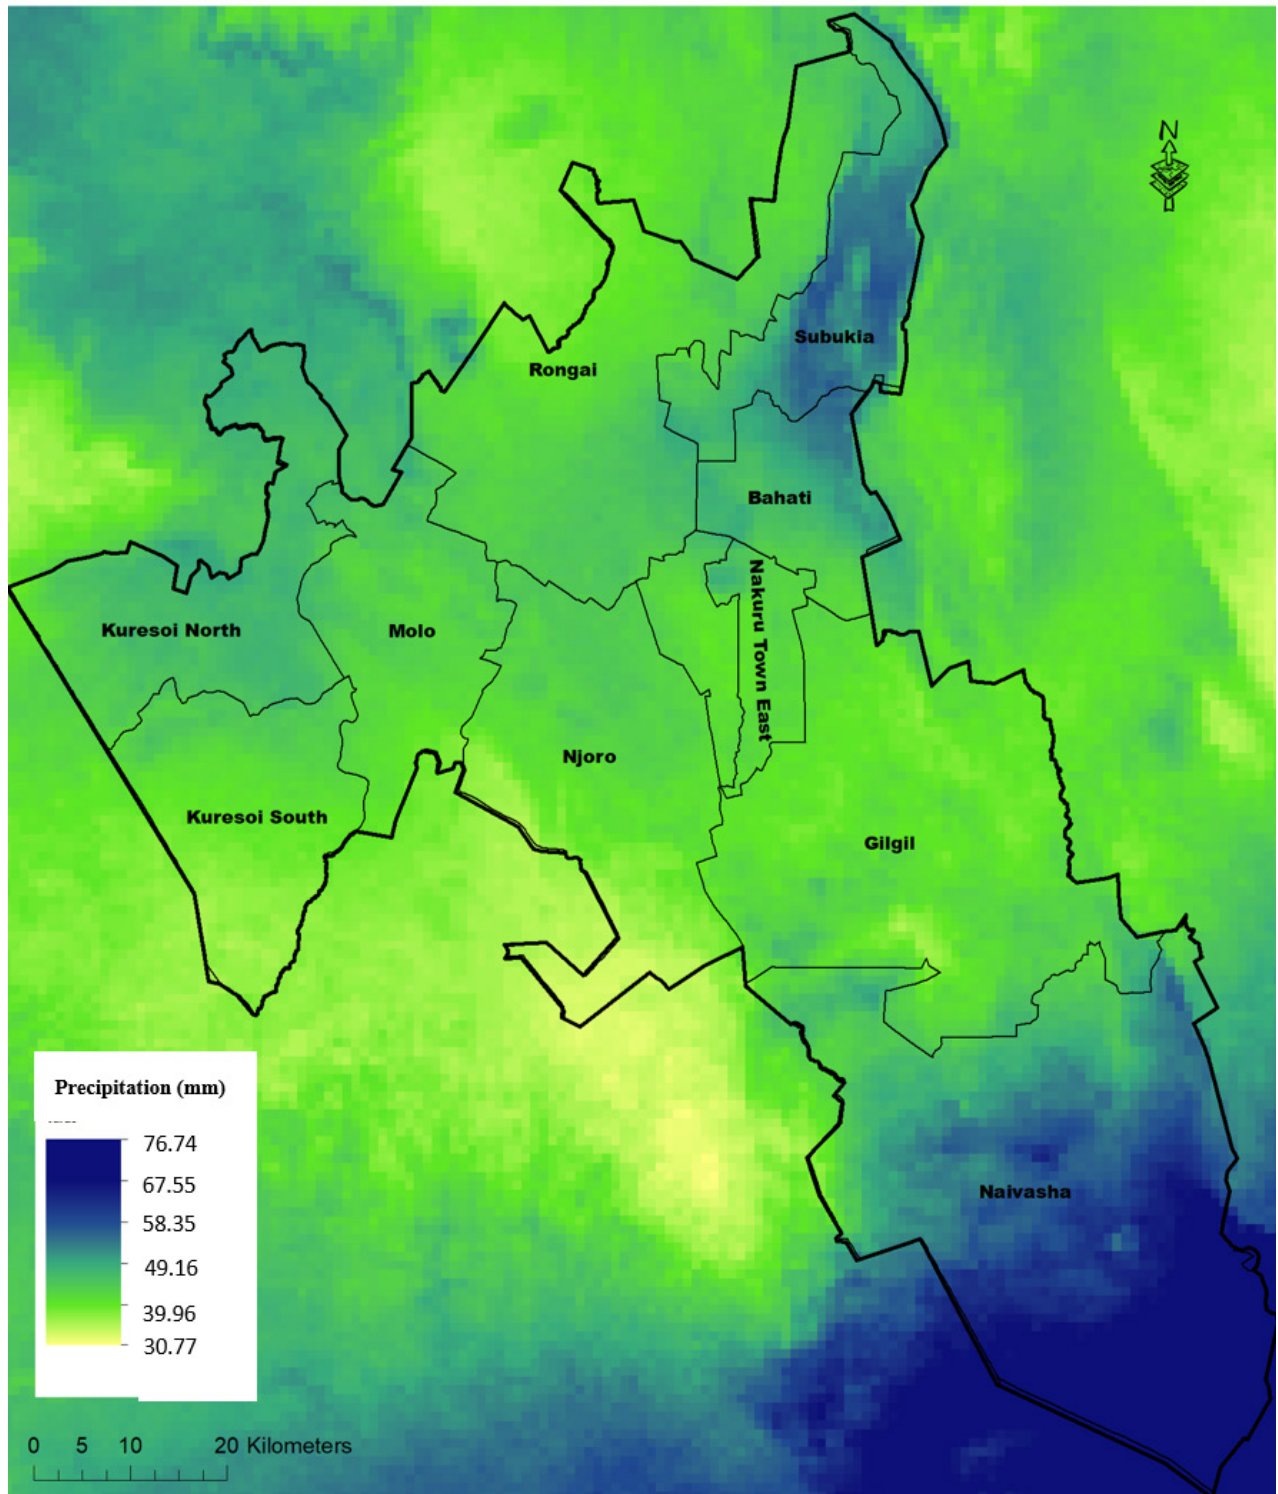 N
Subukia
Rongai
Bahati
Nakuru Town East
Kuresoi North
Molo
Njoro
Kuresoi South
Gilgil
Naivasha
Precipitation (mm)
76.74
67.55
58.35
49.16
39.96
30.77
0 5 10 20 Kilometers